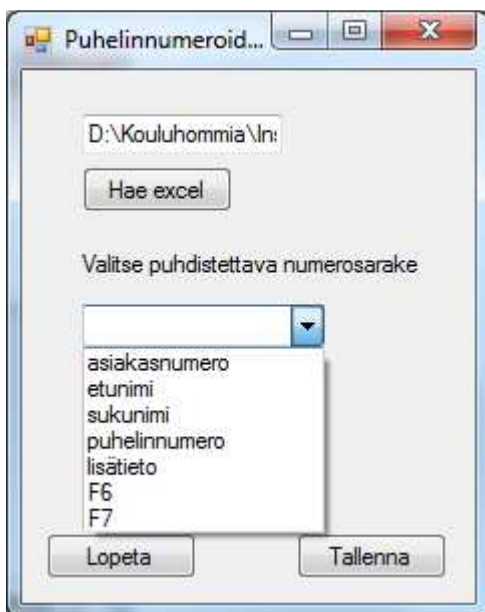 Puhelinnumeroid...
D:\Kouluhommia\In
Hae excel
Valitse puhdistettava numerosarake
asiakasnumero
etunimi
sukunimi
puhelinnumero
lisätieto
F6
F7
Lopeta
Tallenna